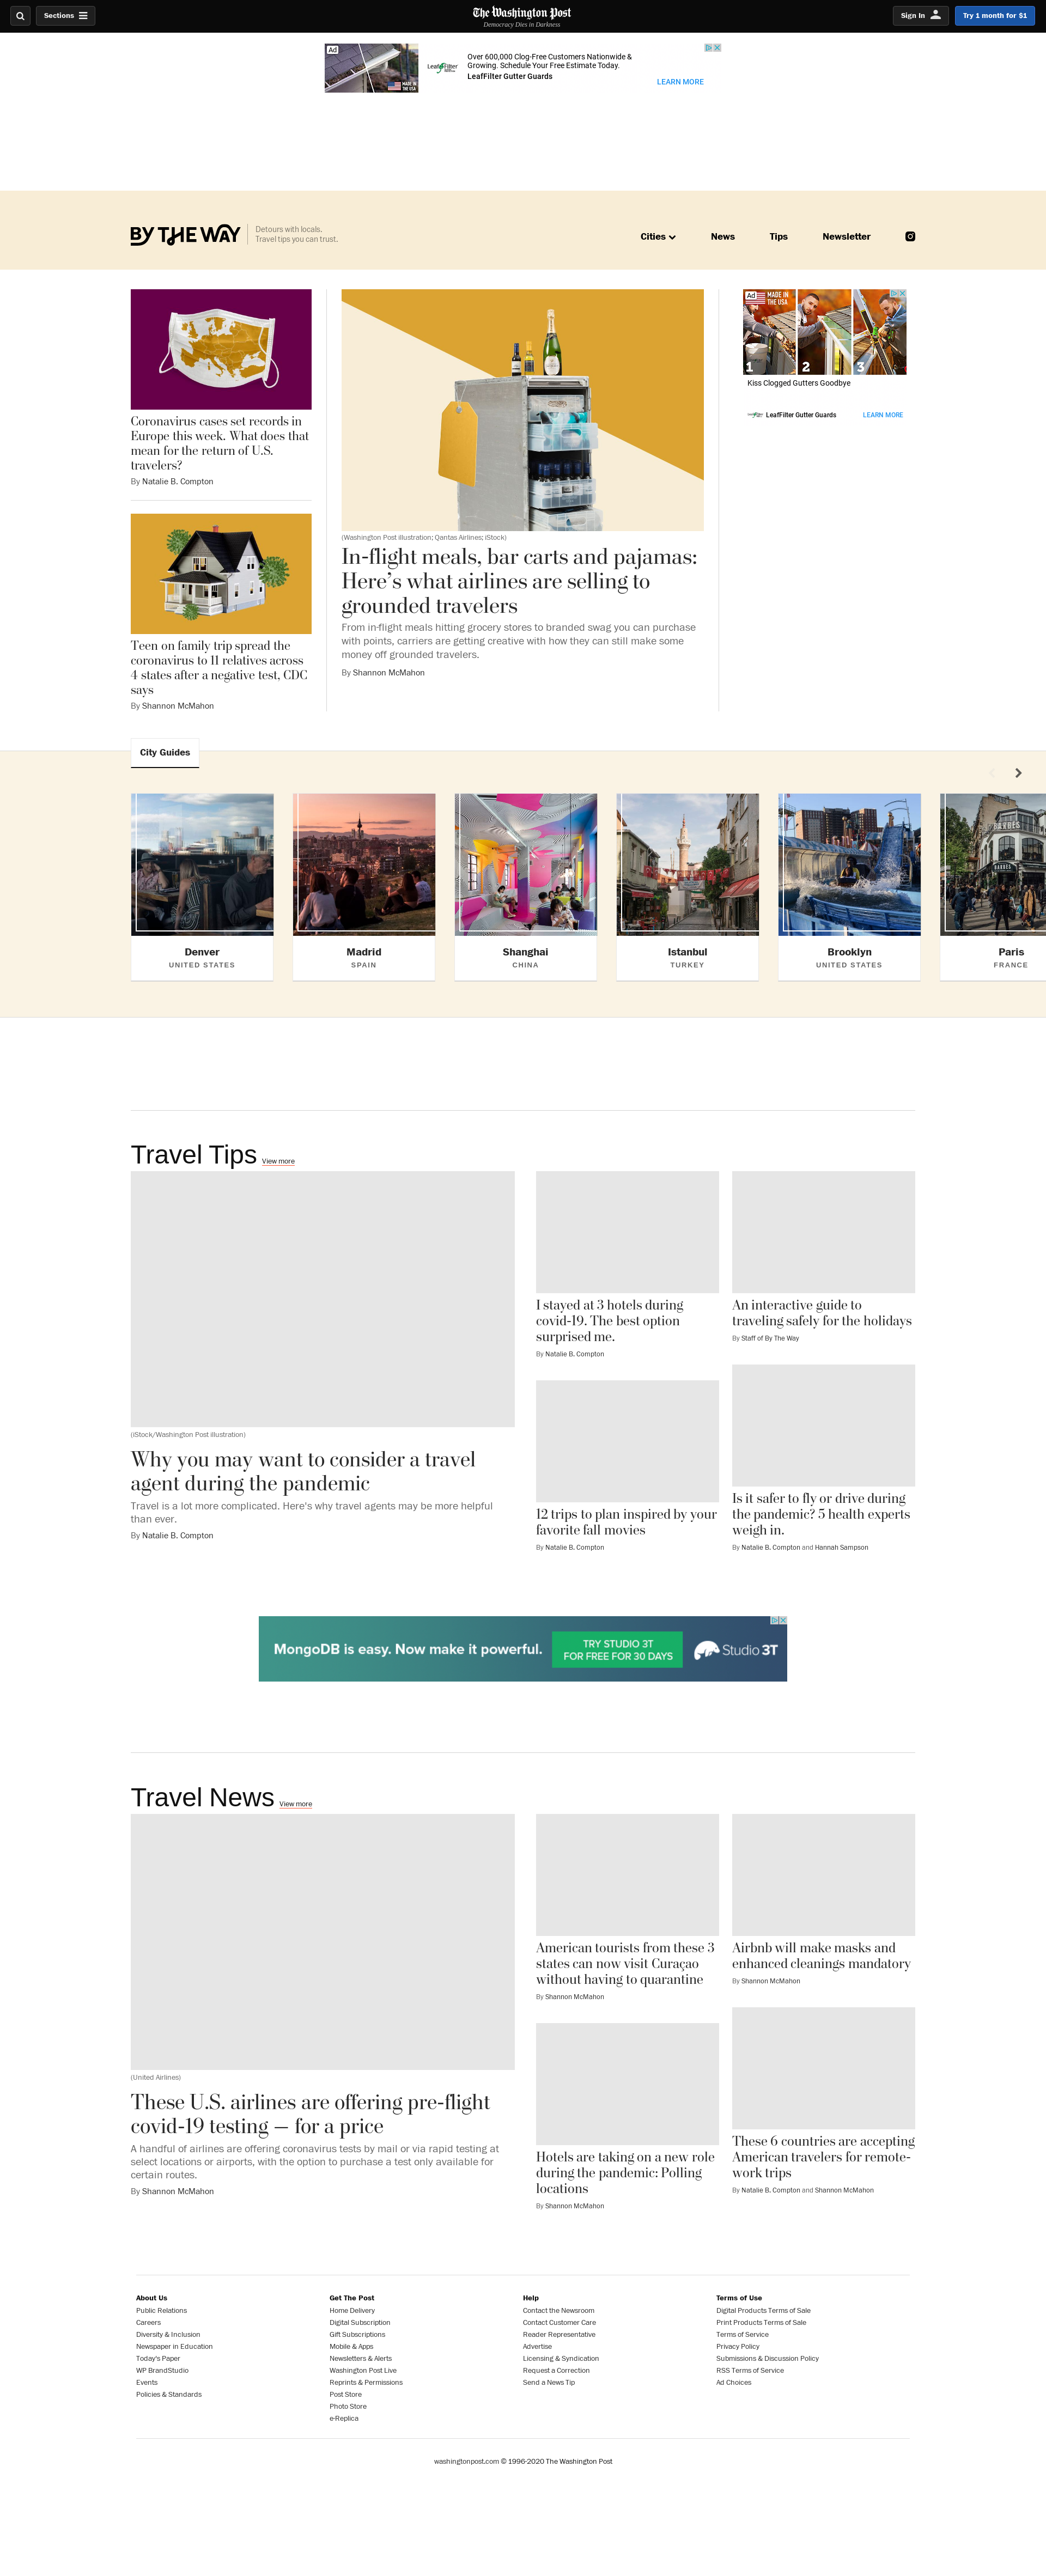 Sections
The Washington Post
Democracy Dies in Darkness
Sign In
Try 1 month for $1
Ad
MADE IN
THE USA
LeafFilter
Over 600,000 Clog-Free Customers Nationwide &
Growing. Schedule Your Free Estimate Today.
LeafFilter Gutter Guards
LEARN MORE
BY THE WAY
Detours with locals.
Travel tips you can trust.
Cities
News
Tips
Newsletter
Coronavirus cases set records in
Europe this week. What does that
mean for the return of U.S.
travelers?
By Natalie B. Compton
Teen on family trip spread the
coronavirus to 11 relatives across
4 states after a negative test, CDC
says
By Shannon McMahon
(Washington Post illustration; Qantas Airlines; iStock)
In-flight meals, bar carts and pajamas:
Here’s what airlines are selling to
grounded travelers
From in-flight meals hitting grocery stores to branded swag you can purchase
with points, carriers are getting creative with how they can still make some
money off grounded travelers.
By Shannon McMahon
Ad
MADE IN
THE USA
1
2
3
Kiss Clogged Gutters Goodbye
LeafFilter Gutter Guards
LEARN MORE
City Guides
BARBÈS
Denver
UNITED STATES
Madrid
SPAIN
Shanghai
CHINA
Istanbul
TURKEY
Brooklyn
UNITED STATES
Paris
FRANCE
Travel Tips View more
(iStock/Washington Post illustration)
Why you may want to consider a travel
agent during the pandemic
Travel is a lot more complicated. Here's why travel agents may be more helpful
than ever.
By Natalie B. Compton
I stayed at 3 hotels during
covid-19. The best option
surprised me.
By Natalie B. Compton
12 trips to plan inspired by your
favorite fall movies
By Natalie B. Compton
An interactive guide to
traveling safely for the holidays
By Staff of By The Way
Is it safer to fly or drive during
the pandemic? 5 health experts
weigh in.
By Natalie B. Compton and Hannah Sampson
MongoDB is easy. Now make it powerful.
TRY STUDIO 3T
FOR FREE FOR 30 DAYS
Studio 3T
Travel News View more
(United Airlines)
These U.S. airlines are offering pre-flight
covid-19 testing — for a price
A handful of airlines are offering coronavirus tests by mail or via rapid testing at
select locations or airports, with the option to purchase a test only available for
certain routes.
By Shannon McMahon
American tourists from these 3
states can now visit Curaçao
without having to quarantine
By Shannon McMahon
Hotels are taking on a new role
during the pandemic: Polling
locations
By Shannon McMahon
Airbnb will make masks and
enhanced cleanings mandatory
By Shannon McMahon
These 6 countries are accepting
American travelers for remote-
work trips
By Natalie B. Compton and Shannon McMahon
About Us
Public Relations
Careers
Diversity & Inclusion
Newspaper in Education
Today's Paper
WP BrandStudio
Events
Policies & Standards
Get The Post
Home Delivery
Digital Subscription
Gift Subscriptions
Mobile & Apps
Newsletters & Alerts
Washington Post Live
Reprints & Permissions
Post Store
Photo Store
e-Replica
Help
Contact the Newsroom
Contact Customer Care
Reader Representative
Advertise
Licensing & Syndication
Request a Correction
Send a News Tip
Terms of Use
Digital Products Terms of Sale
Print Products Terms of Sale
Terms of Service
Privacy Policy
Submissions & Discussion Policy
RSS Terms of Service
Ad Choices
washingtonpost.com © 1996-2020 The Washington Post